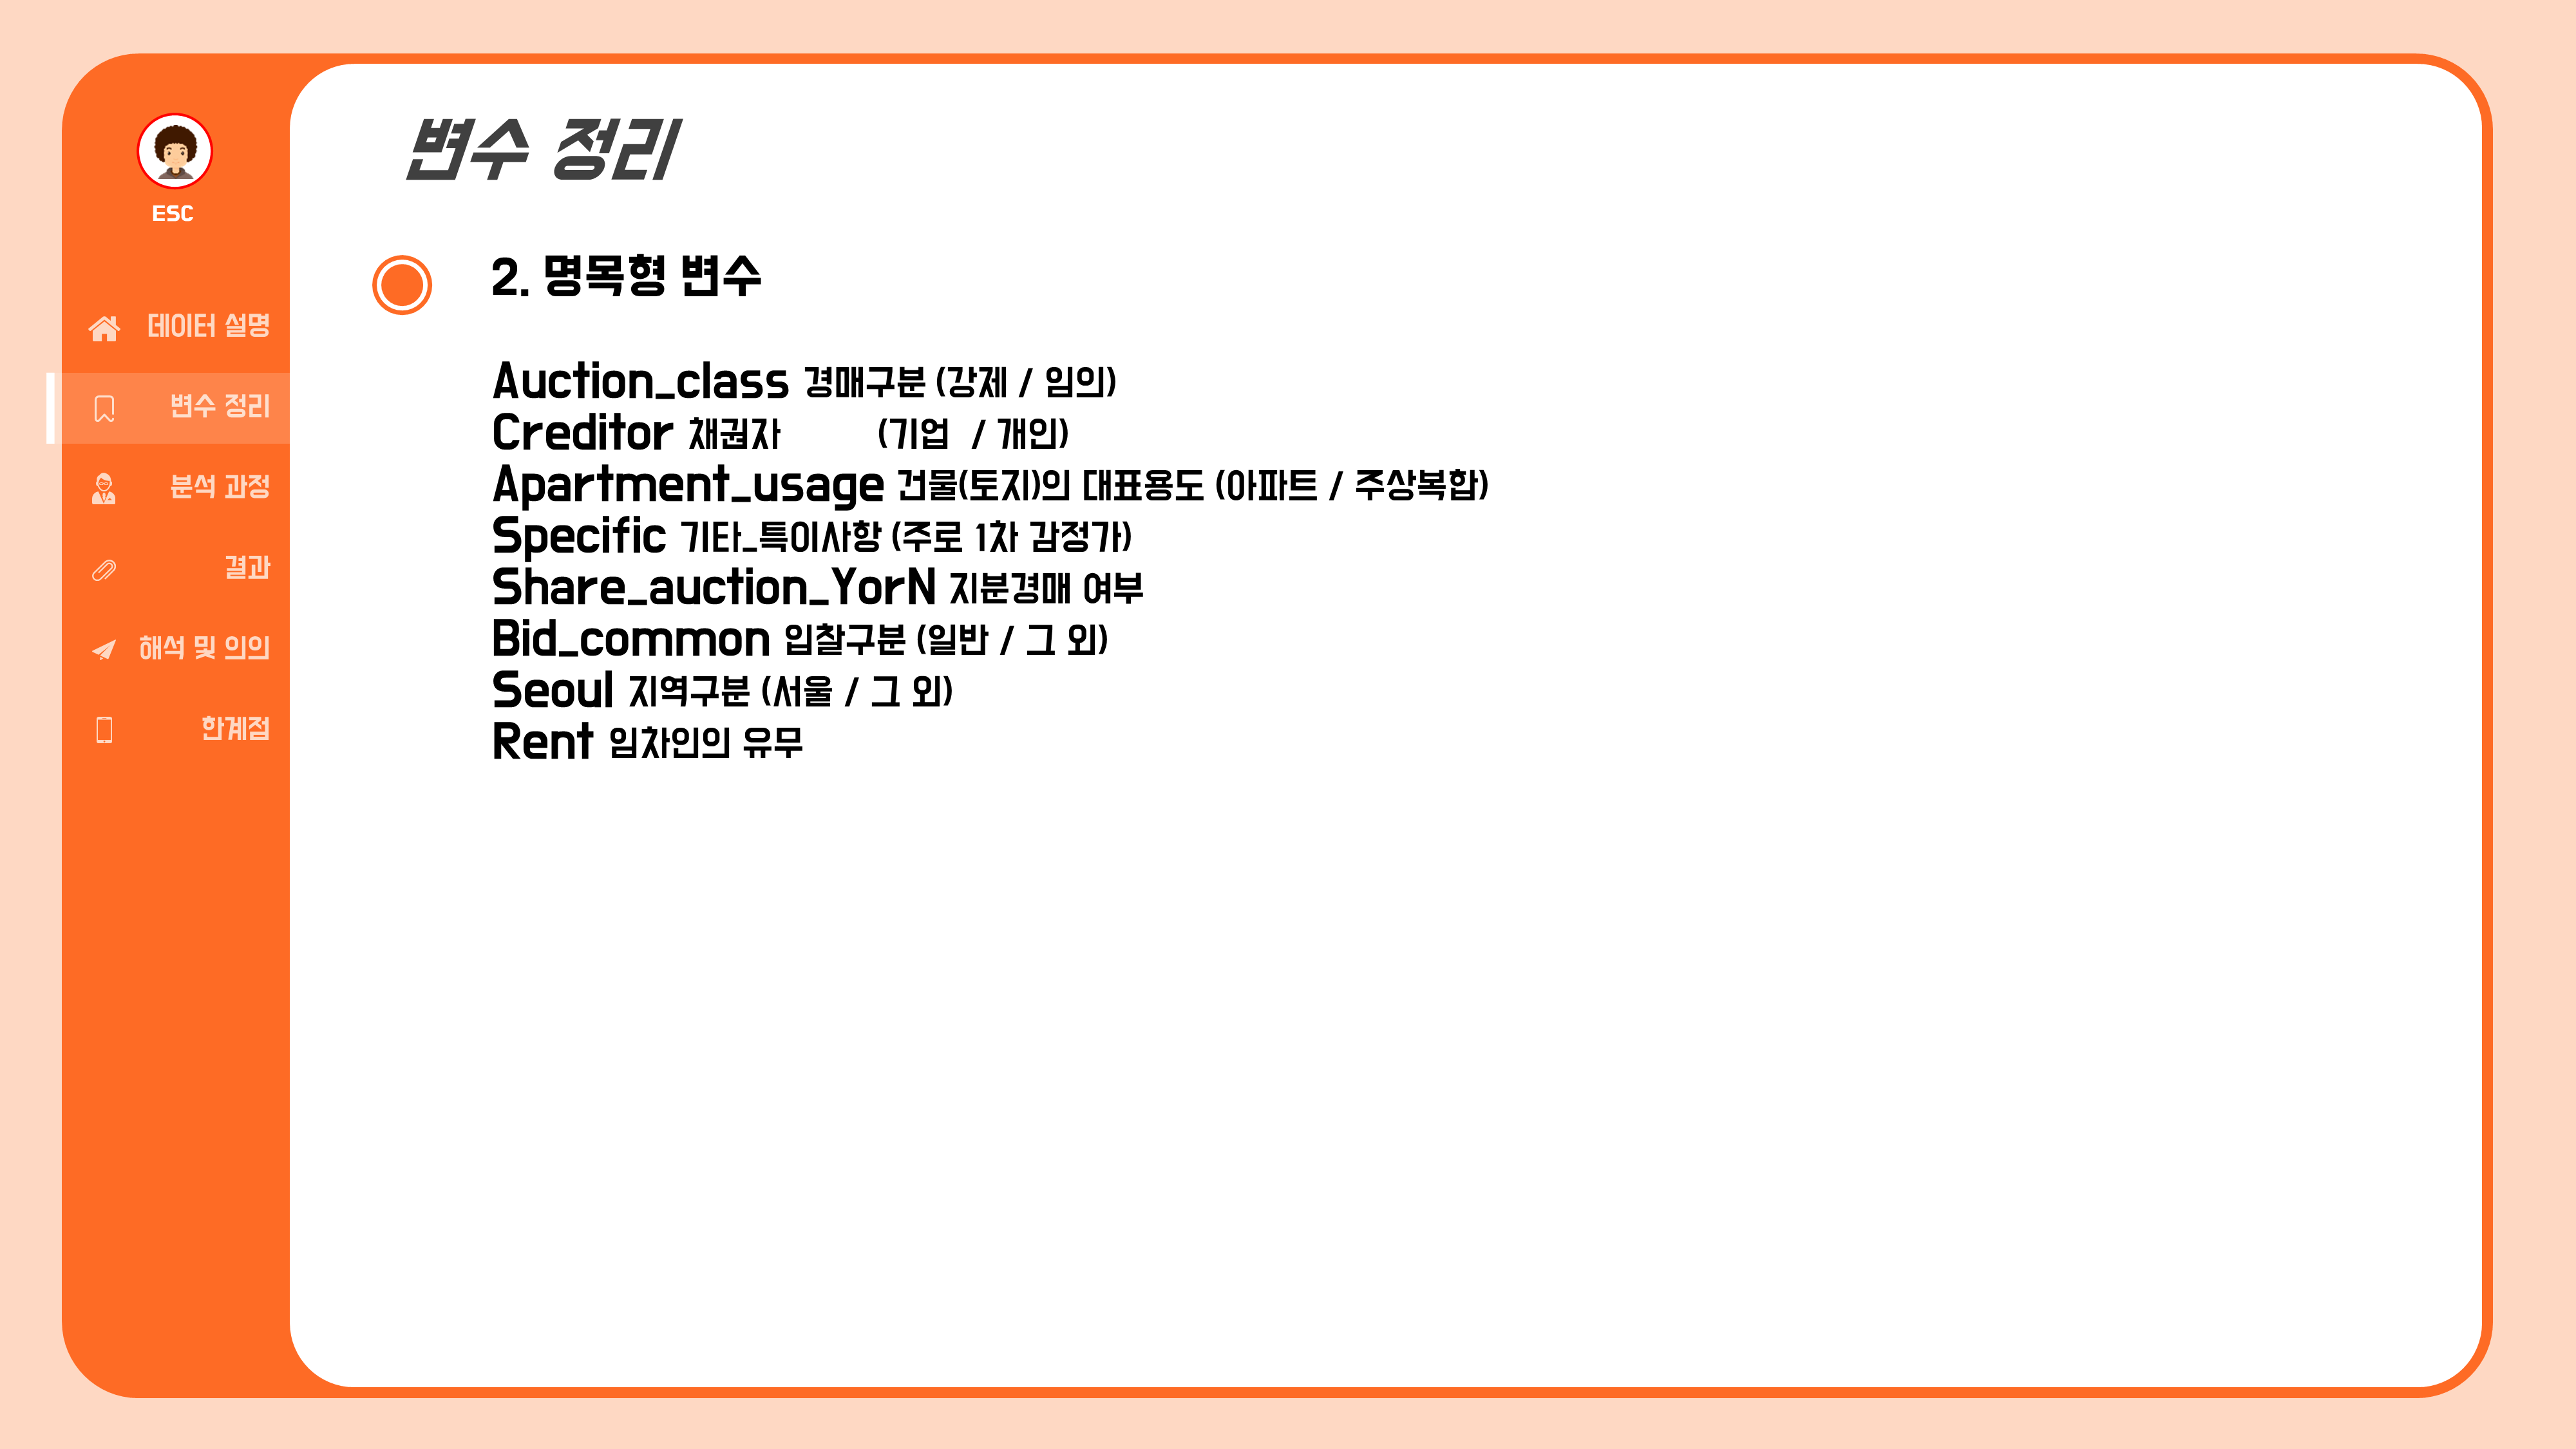 ESC
데이터 설명
변수 정리
분석 과정
결과
해석 및 의의
한계점
변수 정리
2. 명목형 변수
Auction_class 경매구분 (강제 / 임의)
Creditor 채권자 (기업 / 개인)
Apartment_usage 건물(토지)의 대표용도 (아파트 / 주상복합)
Specific 기타_특이사항 (주로 1차 감정가)
Share_auction_YorN 지분경매 여부
Bid_common 입찰구분 (일반 / 그 외)
Seoul 지역구분 (서울 / 그 외)
Rent 임차인의 유무